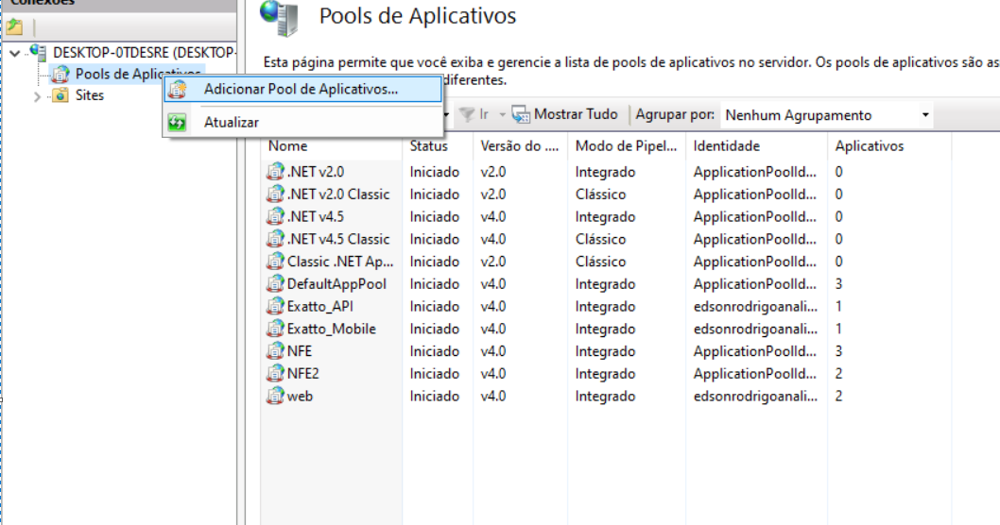 Conexões
Pools de Aplicativos
DESKTOP-0TDESRE (DESKTOP-
Pools de Aplicativos
Sites
Adicionar Pool de Aplicativos...
Atualizar
Esta página permite que você exiba e gerencie a lista de pools de aplicativos no servidor. Os pools de aplicativos são as
diferentes.
Ir
Mostrar Tudo
Agrupar por:
Nenhum Agrupamento
Nome Status Versão do .... Modo de Pipel... Identidade Aplicativos
.NET v2.0 Iniciado v2.0 Integrado ApplicationPoolId... 0
.NET v2.0 Classic Iniciado v2.0 Clássico ApplicationPoolId... 0
.NET v4.5 Iniciado v4.0 Integrado ApplicationPoolId... 0
.NET v4.5 Classic Iniciado v4.0 Clássico ApplicationPoolId... 0
Classic .NET Ap... Iniciado v2.0 Clássico ApplicationPoolId... 0
DefaultAppPool Iniciado v4.0 Integrado ApplicationPoolId... 3
Exatto_API Iniciado v4.0 Integrado edsonrodrigoanali... 1
Exatto_Mobile Iniciado v4.0 Integrado edsonrodrigoanali... 1
NFE Iniciado v4.0 Integrado ApplicationPoolId... 3
NFE2 Iniciado v4.0 Integrado ApplicationPoolId... 2
web Iniciado v4.0 Integrado edsonrodrigoanali... 2